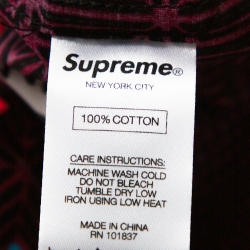 Supreme®
NEW YORK CITY
100% COTTON
CARE INSTRUCTIONS:
MACHINE WASH COLD
DO NOT BLEACH
TUMBLE DRY LOW
IRON USING LOW HEAT
MADE IN CHINA
RN 101837